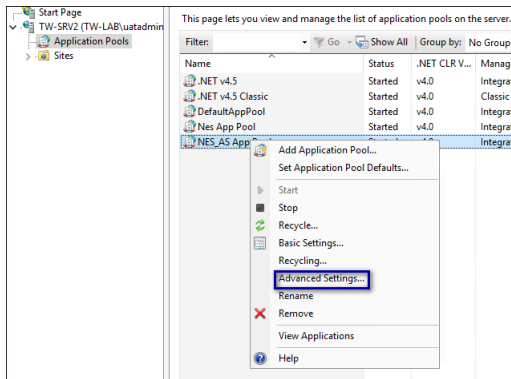 Start Page
TW-SRV2 (TW-LAB\uatadmin
Application Pools
Sites
This page lets you view and manage the list of application pools on the server.
Filter: Go Show All Group by: No Group
Name Status .NET CLR V... Manag
.NET v4.5 Started v4.0 Integra
.NET v4.5 Classic Started v4.0 Classic
DefaultAppPool Started v4.0 Integra
Nes App Pool Started v4.0 Integra
NES_AS App Integra
Add Application Pool...
Set Application Pool Defaults...
Start
Stop
Recycle...
Basic Settings...
Recycling...
Advanced Settings...
Rename
Remove
View Applications
Help